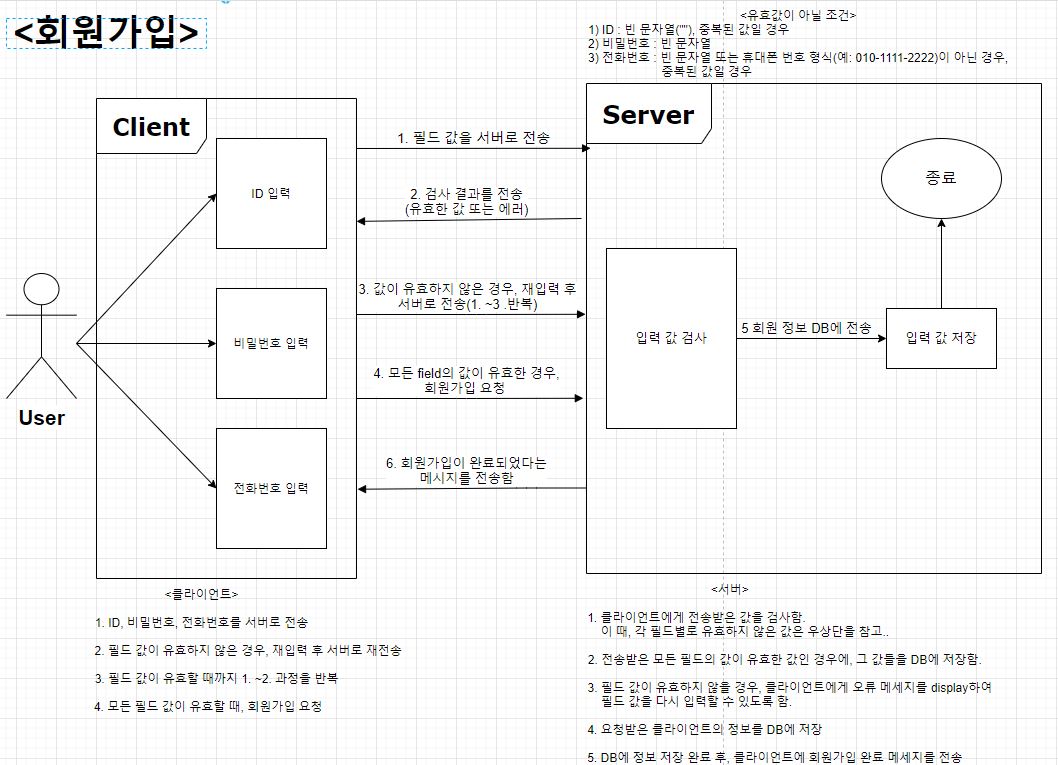 <회원가입>
<유효값이 아닐 조건>
1) ID : 빈 문자열(""), 중복된 값일 경우
2) 비밀번호 : 빈 문자열
3) 전화번호 : 빈 문자열 또는 휴대폰 번호 형식(예: 010-1111-2222)이 아닌 경우,
중복된 값일 경우
Client
Server
1. 필드 값을 서버로 전송
ID 입력
종료
2. 검사 결과를 전송
(유효한 값 또는 에러)
3. 값이 유효하지 않은 경우, 재입력 후
서버로 전송(1. ~3 .반복)
비밀번호 입력
입력 값 검사
5 회원 정보 DB에 전송
입력 값 저장
4. 모든 field의 값이 유효한 경우,
회원가입 요청
User
6. 회원가입이 완료되었다는
메시지를 전송함
전화번호 입력
<클라이언트>
1. ID, 비밀번호, 전화번호를 서버로 전송
2. 필드 값이 유효하지 않은 경우, 재입력 후 서버로 재전송
3. 필드 값이 유효할 때까지 1. ~2. 과정을 반복
4. 모든 필드 값이 유효할 때, 회원가입 요청
<서버>
1. 클라이언트에게 전송받은 값을 검사함.
이 때, 각 필드별로 유효하지 않은 값은 우상단을 참고..
2. 전송받은 모든 필드의 값이 유효한 값인 경우에, 그 값들을 DB에 저장함.
3. 필드 값이 유효하지 않을 경우, 클라이언트에게 오류 메세지를 display하여
필드 값을 다시 입력할 수 있도록 함.
4. 요청받은 클라이언트의 정보를 DB에 저장
5. DB에 정보 저장 완료 후, 클라이언트에 회원가입 완료 메세지를 전송